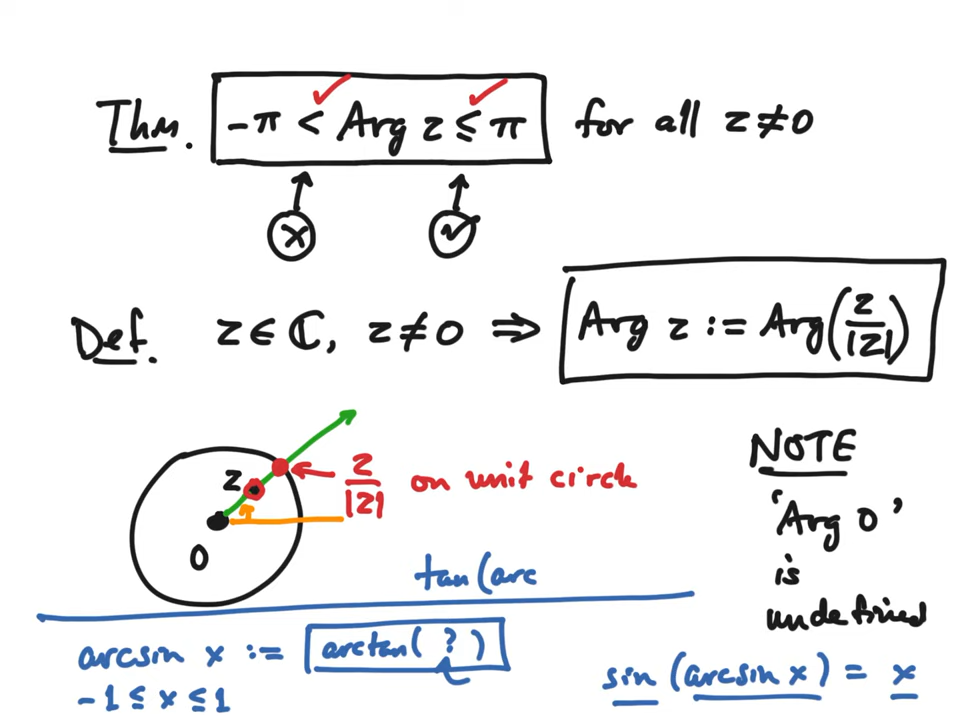 Thm. -π < Arg z ≤ π for all z≠0
x ✓
Def. z∈ℂ, z≠0 ⇒ Arg z := Arg(z/|z|)
z
z/|z| on unit circle
0
NOTE
'Arg 0'
is
undefined
tan(arc
arcsin x := arctan( ? )
-1 ≤ x ≤ 1
sin (arcsin x) = x